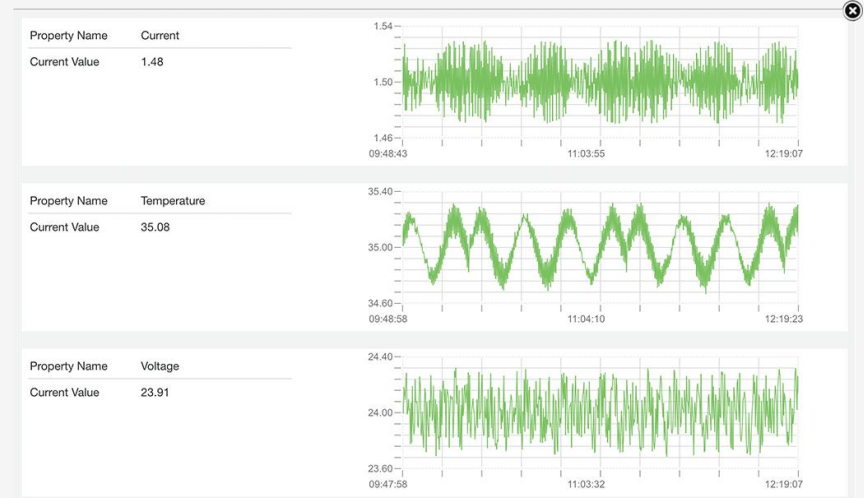 Property Name Current
Current Value 1.48
1.54
1.50
1.46
09:48:43 11:03:55 12:19:07
Property Name Temperature
Current Value 35.08
35.40
35.00
34.60
09:48:58 11:04:10 12:19:23
Property Name Voltage
Current Value 23.91
24.40
24.00
23.60
09:47:58 11:03:32 12:19:07